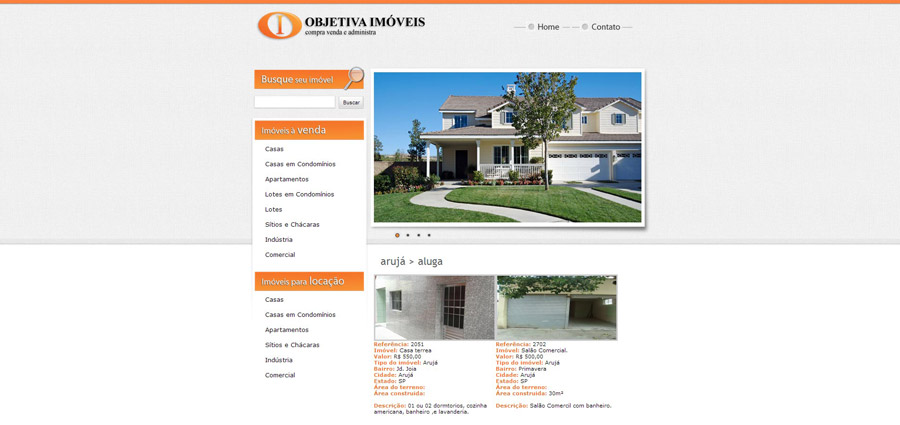 OBJETIVA IMÓVEIS
compra venda e administra
Home
Contato
Busque seu imóvel
Buscar
Imóveis à venda
Casas
Casas em Condomínios
Apartamentos
Lotes em Condomínios
Lotes
Sítios e Chácaras
Indústria
Comercial
Imóveis para locação
Casas
Casas em Condomínios
Apartamentos
Sítios e Chácaras
Indústria
Comercial
arujá > aluga
Referência: 2051
Imóvel: Casa terrea
Valor: R$ 550,00
Tipo do imóvel: Arujá
Bairro: Jd. Joia
Cidade: Arujá
Estado: SP
Área do terreno:
Área construída:
Descrição: 01 ou 02 dormtorios, cozinha
americana, banheiro ,e lavanderia.
Referência: 2702
Imóvel: Salão Comercial.
Valor: R$ 500,00
Tipo do imóvel: Arujá
Bairro: Primavera
Cidade: Arujá
Estado: SP
Área do terreno:
Área construída: 30m²
Descrição: Salão Comercil com banheiro.